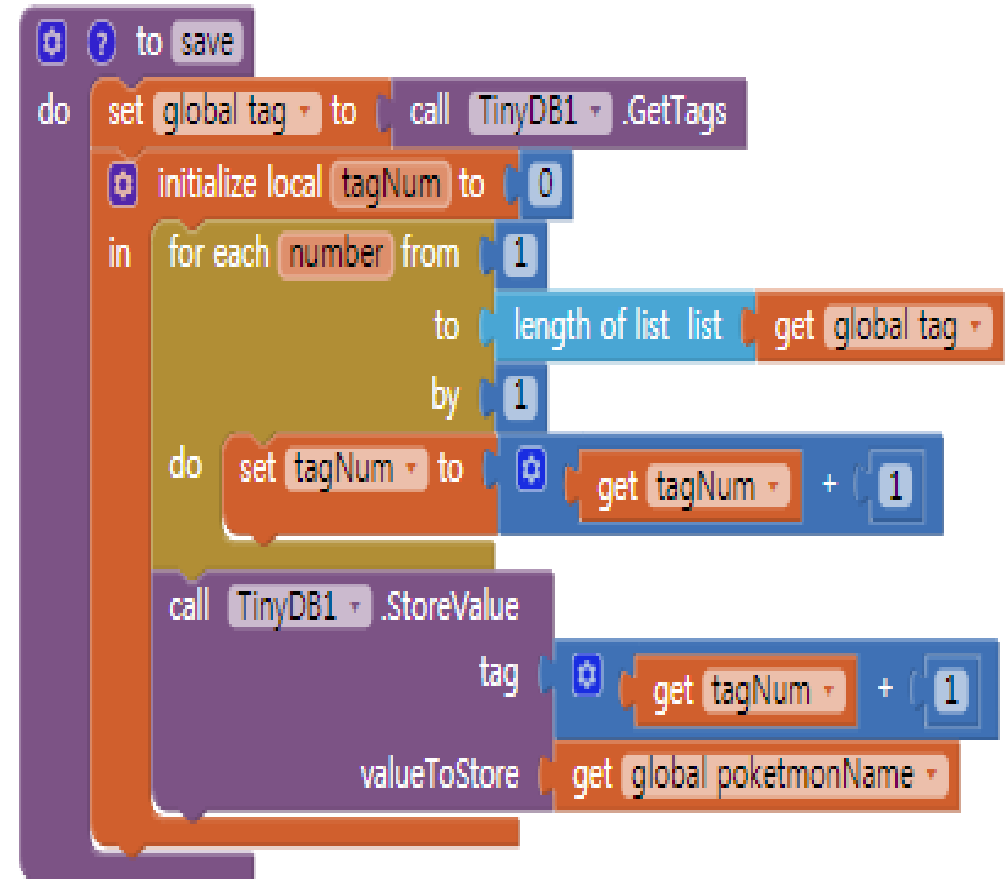 ? to save
do set global tag to call TinyDB1 .GetTags
initialize local tagNum to 0
in for each number from 1
to length of list list get global tag
by 1
do set tagNum to get tagNum + 1
call TinyDB1 .StoreValue
tag get tagNum + 1
valueToStore get global poketmonName